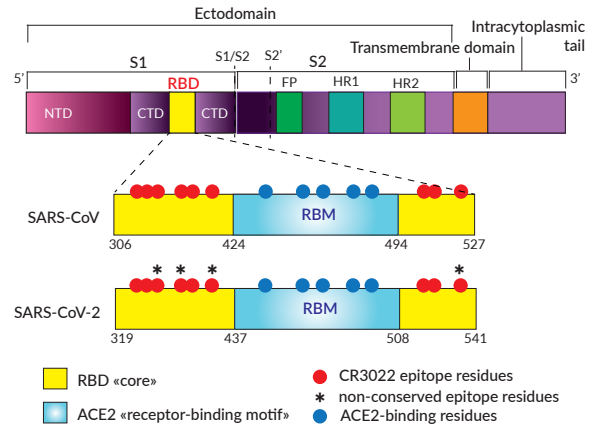 Ectodomain
Intracytoplasmic
tail
Transmembrane domain
S1
S1/S2
S2'
S2
5'
RBD
FP
HR1
HR2
3'
NTD
CTD
CTD
SARS-CoV
RBM
306
424
494
527
* * * *
SARS-CoV-2
RBM
319
437
508
541
RBD «core»
CR3022 epitope residues
* non-conserved epitope residues
ACE2 «receptor-binding motif»
ACE2-binding residues